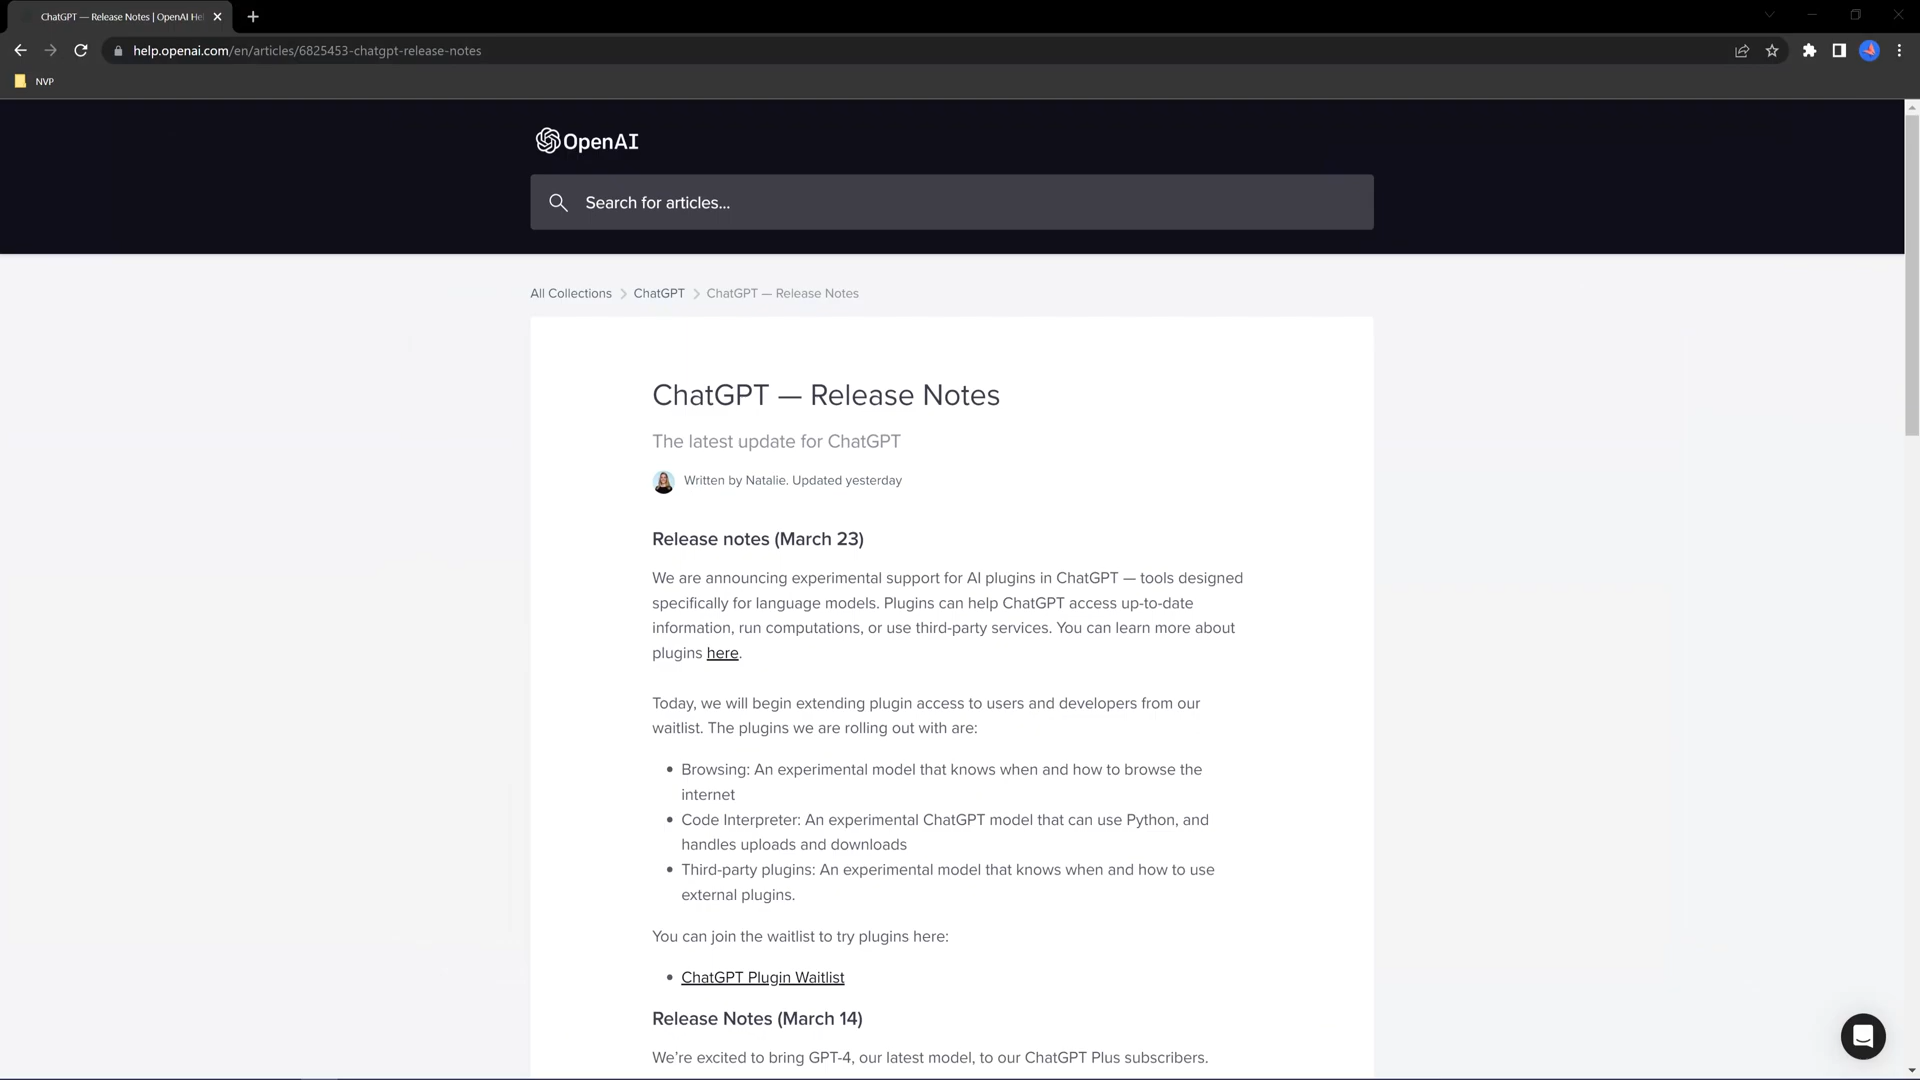 ChatGPT — Release Notes | OpenAI He
help.openai.com/en/articles/6825453-chatgpt-release-notes
NVP
OpenAI
Search for articles...
All Collections
ChatGPT
ChatGPT — Release Notes
ChatGPT — Release Notes
The latest update for ChatGPT
Written by Natalie. Updated yesterday
Release notes (March 23)
We are announcing experimental support for AI plugins in ChatGPT — tools designed
specifically for language models. Plugins can help ChatGPT access up-to-date
information, run computations, or use third-party services. You can learn more about
plugins here.
Today, we will begin extending plugin access to users and developers from our
waitlist. The plugins we are rolling out with are:
• Browsing: An experimental model that knows when and how to browse the
internet
• Code Interpreter: An experimental ChatGPT model that can use Python, and
handles uploads and downloads
• Third-party plugins: An experimental model that knows when and how to use
external plugins.
You can join the waitlist to try plugins here:
• ChatGPT Plugin Waitlist
Release Notes (March 14)
We're excited to bring GPT-4, our latest model, to our ChatGPT Plus subscribers.